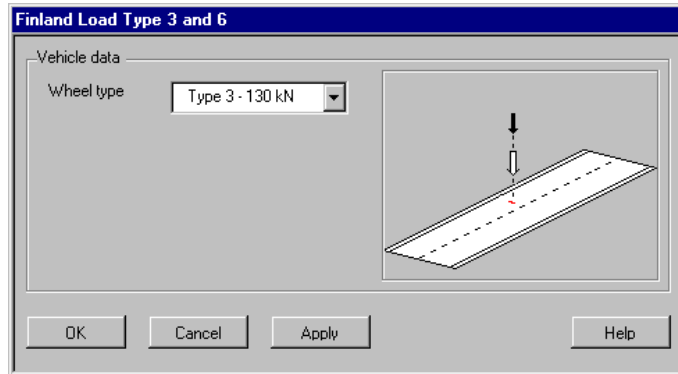 Finland Load Type 3 and 6
Vehicle data
Wheel type
Type 3 - 130 kN
OK
Cancel
Apply
Help